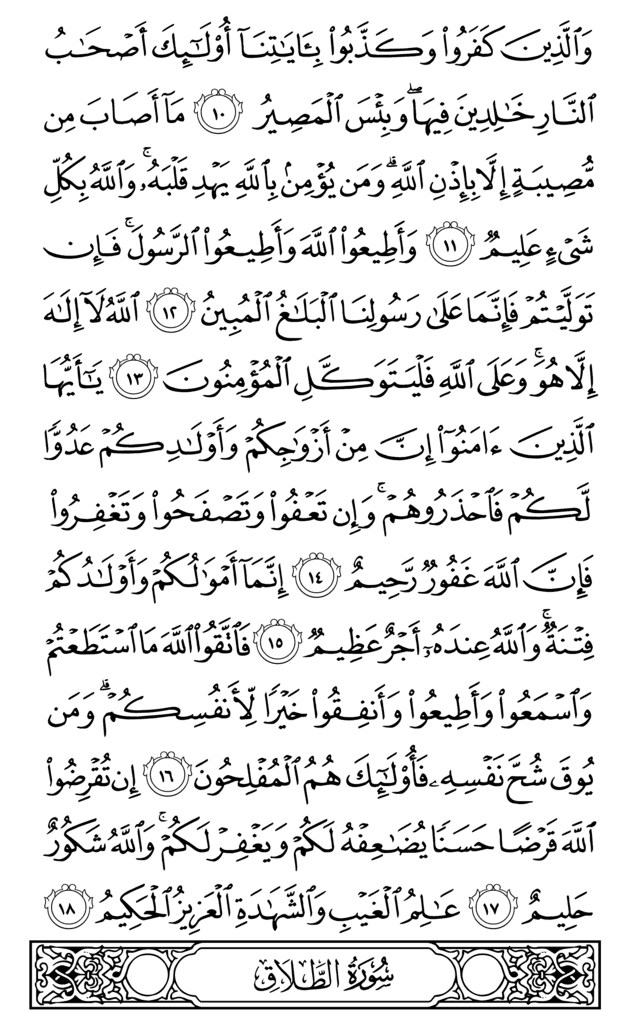 وَٱلَّذِينَ كَفَرُوا۟ وَكَذَّبُوا۟ بِـَٔايَٰتِنَآ أُو۟لَٰٓئِكَ أَصْحَٰبُ
ٱلنَّارِ خَٰلِدِينَ فِيهَا ۖ وَبِئْسَ ٱلْمَصِيرُ ١٠ مَآ أَصَابَ مِن
مُّصِيبَةٍ إِلَّا بِإِذْنِ ٱللَّهِ ۗ وَمَن يُؤْمِنۢ بِٱللَّهِ يَهْدِ قَلْبَهُۥ ۚ وَٱللَّهُ بِكُلِّ
شَىْءٍ عَلِيمٌ ١١ وَأَطِيعُوا۟ ٱللَّهَ وَأَطِيعُوا۟ ٱلرَّسُولَ ۚ فَإِن
تَوَلَّيْتُمْ فَإِنَّمَا عَلَىٰ رَسُولِنَا ٱلْبَلَٰغُ ٱلْمُبِينُ ١٢ ٱللَّهُ لَآ إِلَٰهَ
إِلَّا هُوَ ۚ وَعَلَى ٱللَّهِ فَلْيَتَوَكَّلِ ٱلْمُؤْمِنُونَ ١٣ يَٰٓأَيُّهَا
ٱلَّذِينَ ءَامَنُوٓا۟ إِنَّ مِنْ أَزْوَٰجِكُمْ وَأَوْلَٰدِكُمْ عَدُوًّا
لَّكُمْ فَٱحْذَرُوهُمْ ۚ وَإِن تَعْفُوا۟ وَتَصْفَحُوا۟ وَتَغْفِرُوا۟
فَإِنَّ ٱللَّهَ غَفُورٌ رَّحِيمٌ ١٤ إِنَّمَآ أَمْوَٰلُكُمْ وَأَوْلَٰدُكُمْ
فِتْنَةٌ ۚ وَٱللَّهُ عِندَهُۥٓ أَجْرٌ عَظِيمٌ ١٥ فَٱتَّقُوا۟ ٱللَّهَ مَا ٱسْتَطَعْتُمْ
وَٱسْمَعُوا۟ وَأَطِيعُوا۟ وَأَنفِقُوا۟ خَيْرًا لِّأَنفُسِكُمْ ۗ وَمَن
يُوقَ شُحَّ نَفْسِهِۦ فَأُو۟لَٰٓئِكَ هُمُ ٱلْمُفْلِحُونَ ١٦ إِن تُقْرِضُوا۟
ٱللَّهَ قَرْضًا حَسَنًا يُضَٰعِفْهُ لَكُمْ وَيَغْفِرْ لَكُمْ ۚ وَٱللَّهُ شَكُورٌ
حَلِيمٌ ١٧ عَٰلِمُ ٱلْغَيْبِ وَٱلشَّهَٰدَةِ ٱلْعَزِيزُ ٱلْحَكِيمُ ١٨
سُورَةُ الطَّلَاقِ